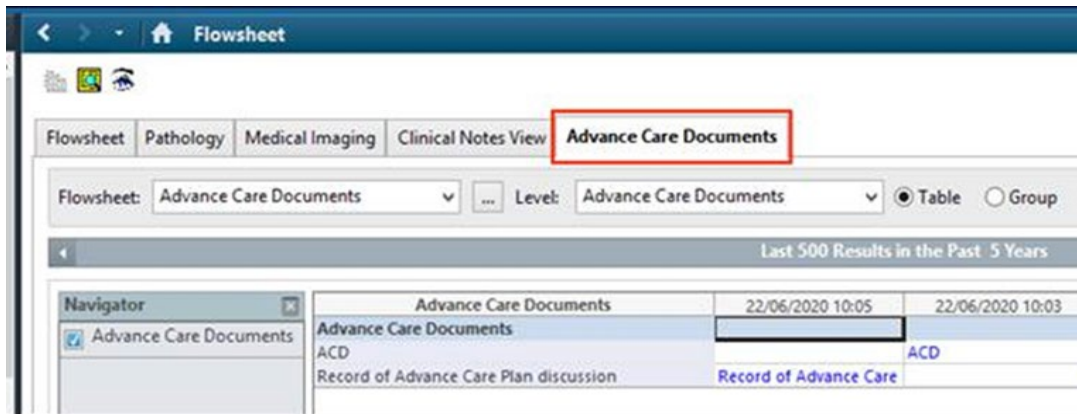 Flowsheet
Flowsheet Pathology Medical Imaging Clinical Notes View Advance Care Documents
Flowsheet: Advance Care Documents ... Level: Advance Care Documents Table Group
Last 500 Results in the Past 5 Years
Navigator Advance Care Documents 22/06/2020 10:05 22/06/2020 10:03
Advance Care Documents Advance Care Documents
ACD ACD
Record of Advance Care Plan discussion Record of Advance Care